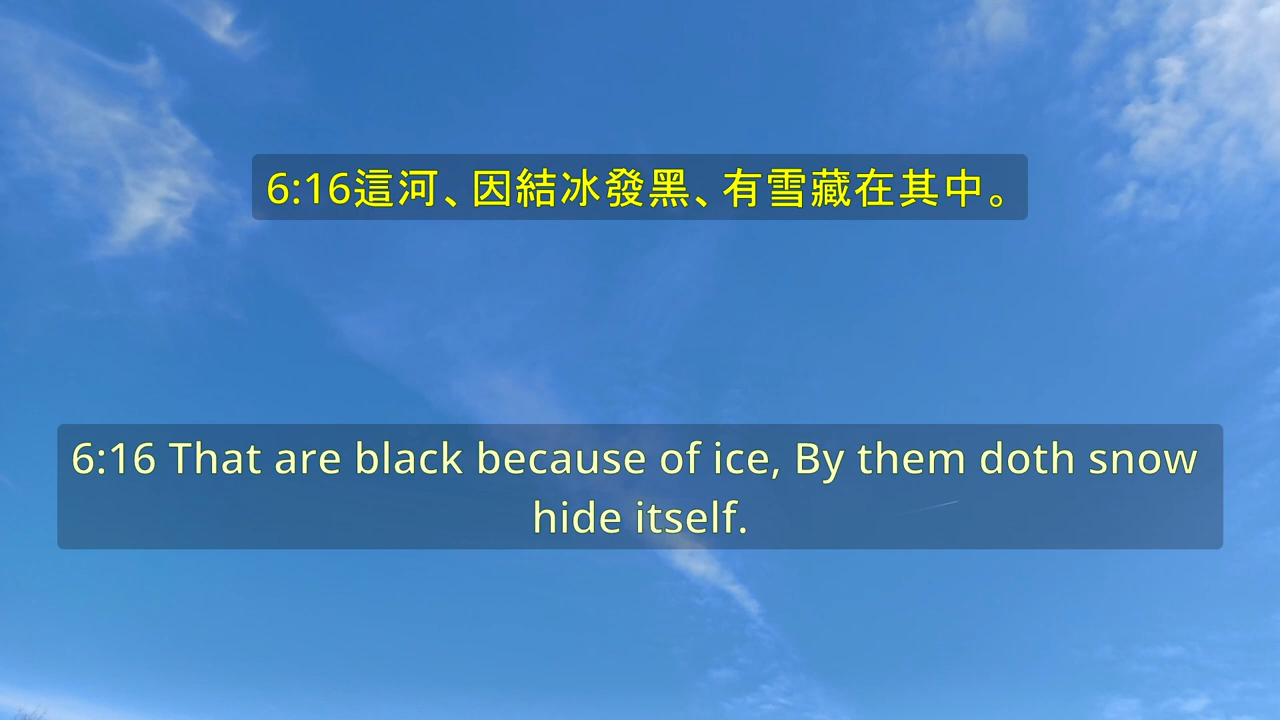 6:16這河、因結冰發黑、有雪藏在其中。
6:16 That are black because of ice, By them doth snow
hide itself.